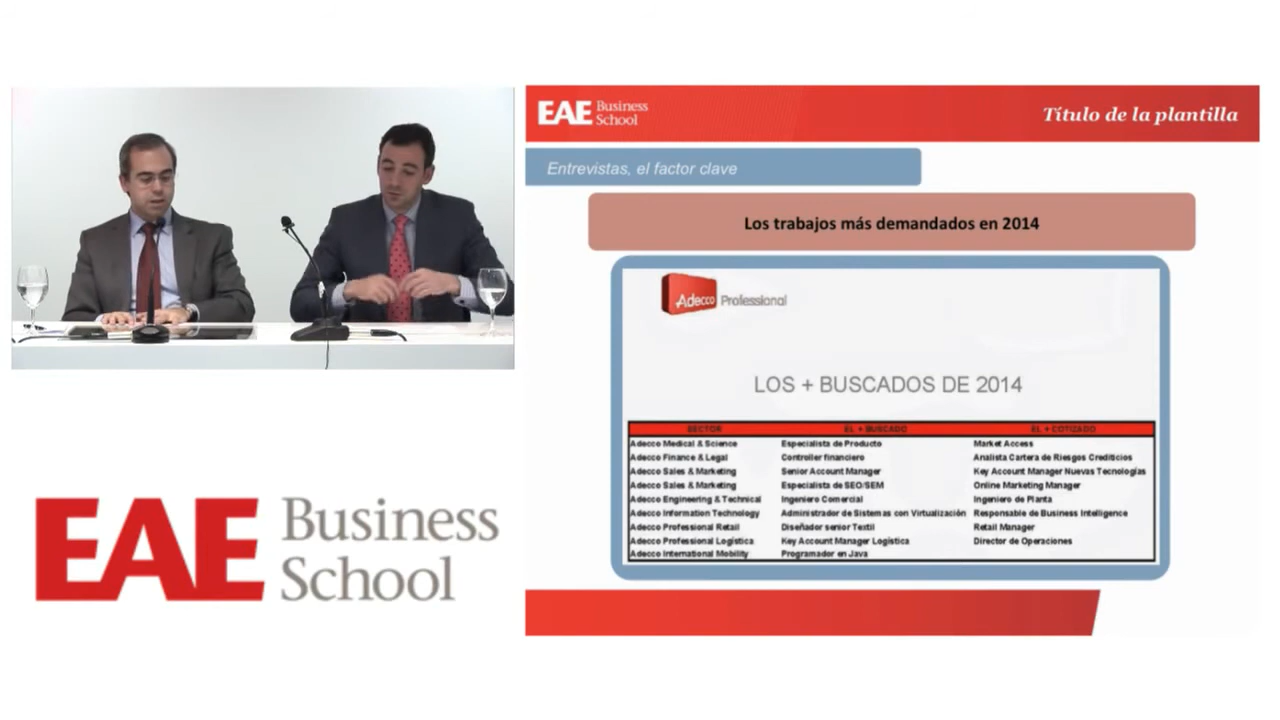 EAE Business School
Título de la plantilla
Entrevistas, el factor clave
Los trabajos más demandados en 2014
Adecco Professional
LOS + BUSCADOS DE 2014
SECTOR EL + BUSCADO EL + COTIZADO
Adecco Medical & Science Especialista de Producto Market Access
Adecco Finance & Legal Controller financiero Analista Cartera de Riesgos Crediticios
Adecco Sales & Marketing Senior Account Manager Key Account Manager Nuevas Tecnologías
Adecco Sales & Marketing Especialista de SEO/SEM Online Marketing Manager
Adecco Engineering & Technical Ingeniero Comercial Ingeniero de Planta
Adecco Information Technology Administrador de Sistemas con Virtualización Responsable de Business Intelligence
Adecco Professional Retail Diseñador senior Textil Retail Manager
Adecco Professional Logística Key Account Manager Logística Director de Operaciones
Adecco International Mobility Programador en Java
EAE Business
School